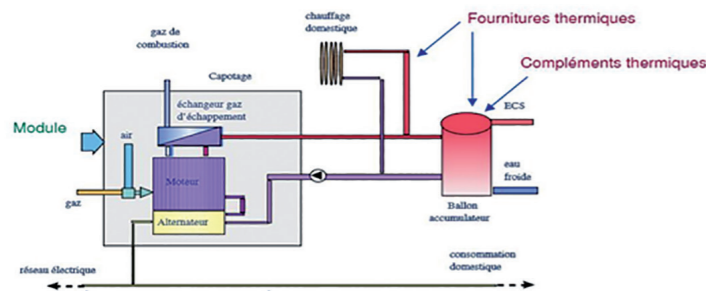 gaz de
combustion
chauffage
domestique
Fournitures thermiques
Compléments thermiques
Capotage
échangeur gaz
d'échappement
ECS
Module
air
Moteur
eau
froide
gaz
Alternateur
Ballon
accumulateur
réseau électrique
consommation
domestique